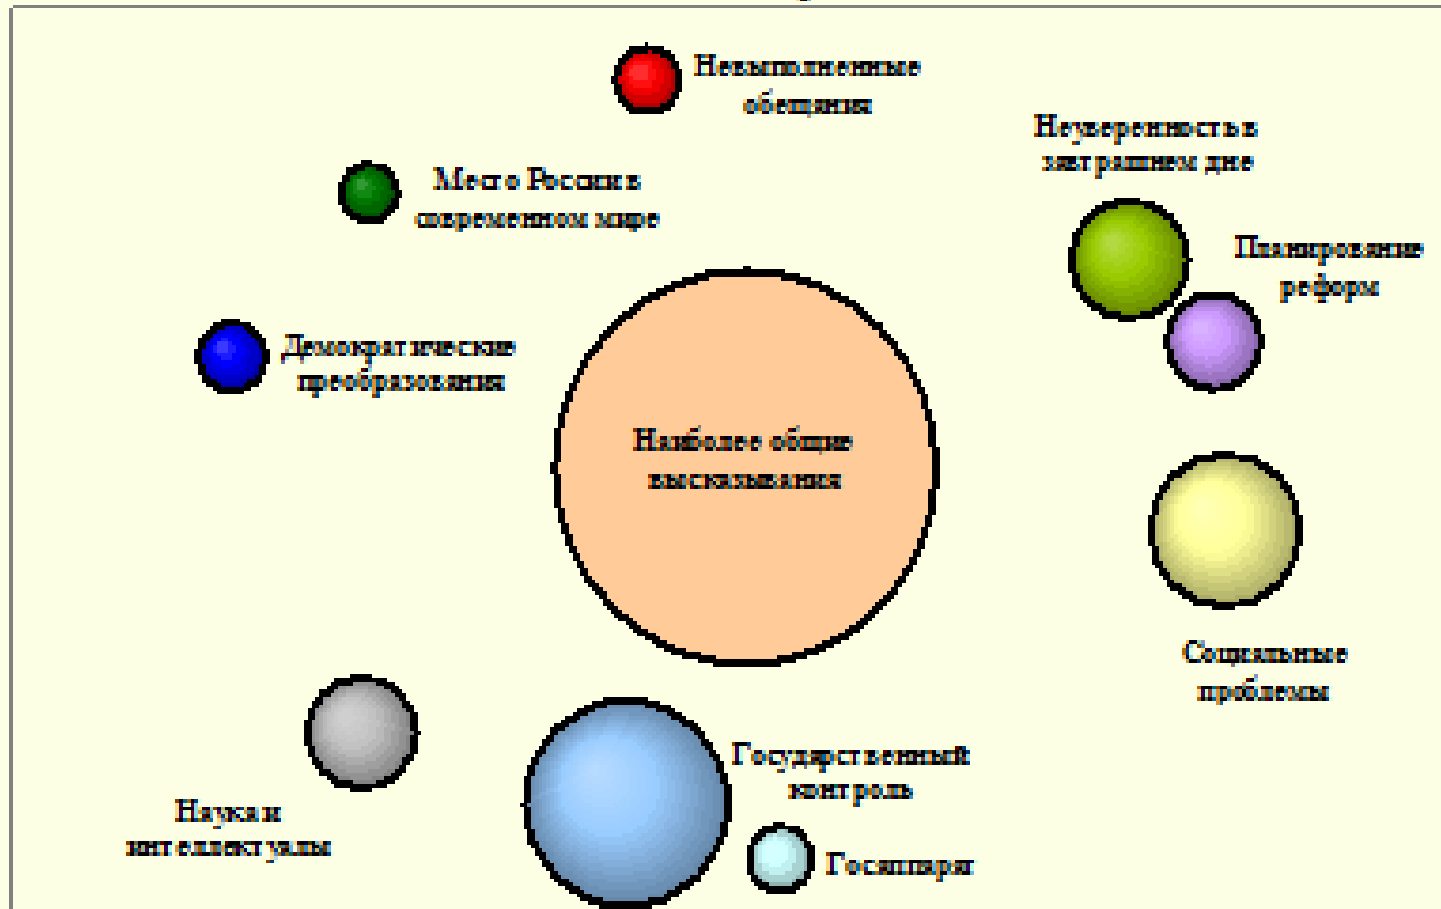 Невыполненные
обещания
Неуверенность в
завтрашнем дне
Место России в
современном мире
Планирование
реформ
Демократические
преобразования
Наиболее общие
высказывания
Социальные
проблемы
Государственный
контроль
Наука и
интеллектуалы
Госаппарат